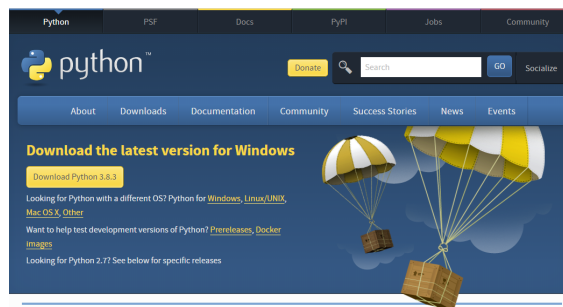 Python PSF Docs PyPI Jobs Community
python™ Donate Search GO Socialize
About Downloads Documentation Community Success Stories News Events
Download the latest version for Windows
Download Python 3.8.3
Looking for Python with a different OS? Python for Windows, Linux/UNIX,
Mac OS X, Other
Want to help test development versions of Python? Prereleases, Docker
images
Looking for Python 2.7? See below for specific releases